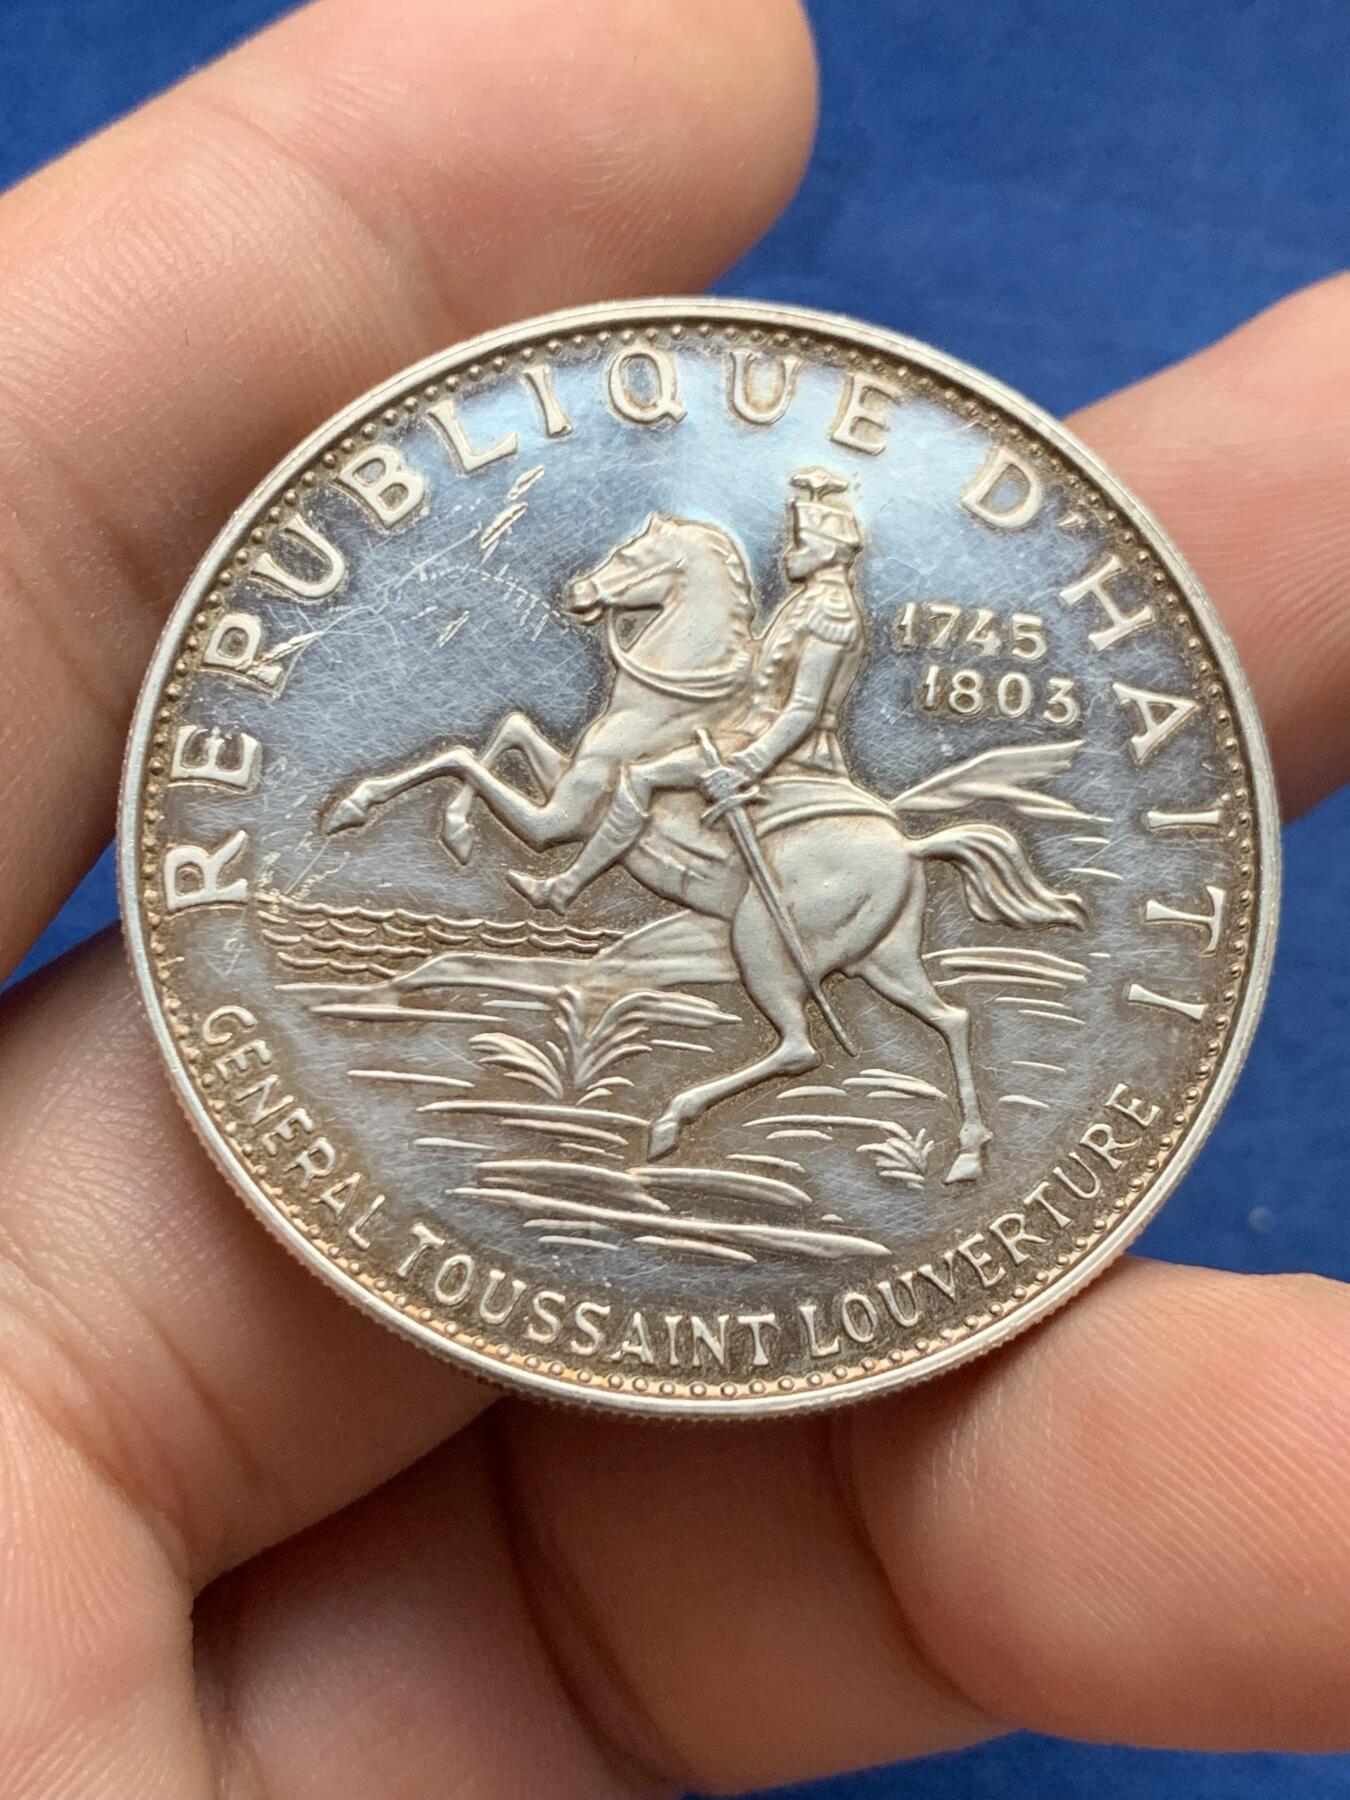 REPUBLIQUE D'HAITI
1745
1803
GENERAL TOUSSAINT LOUVERTURE